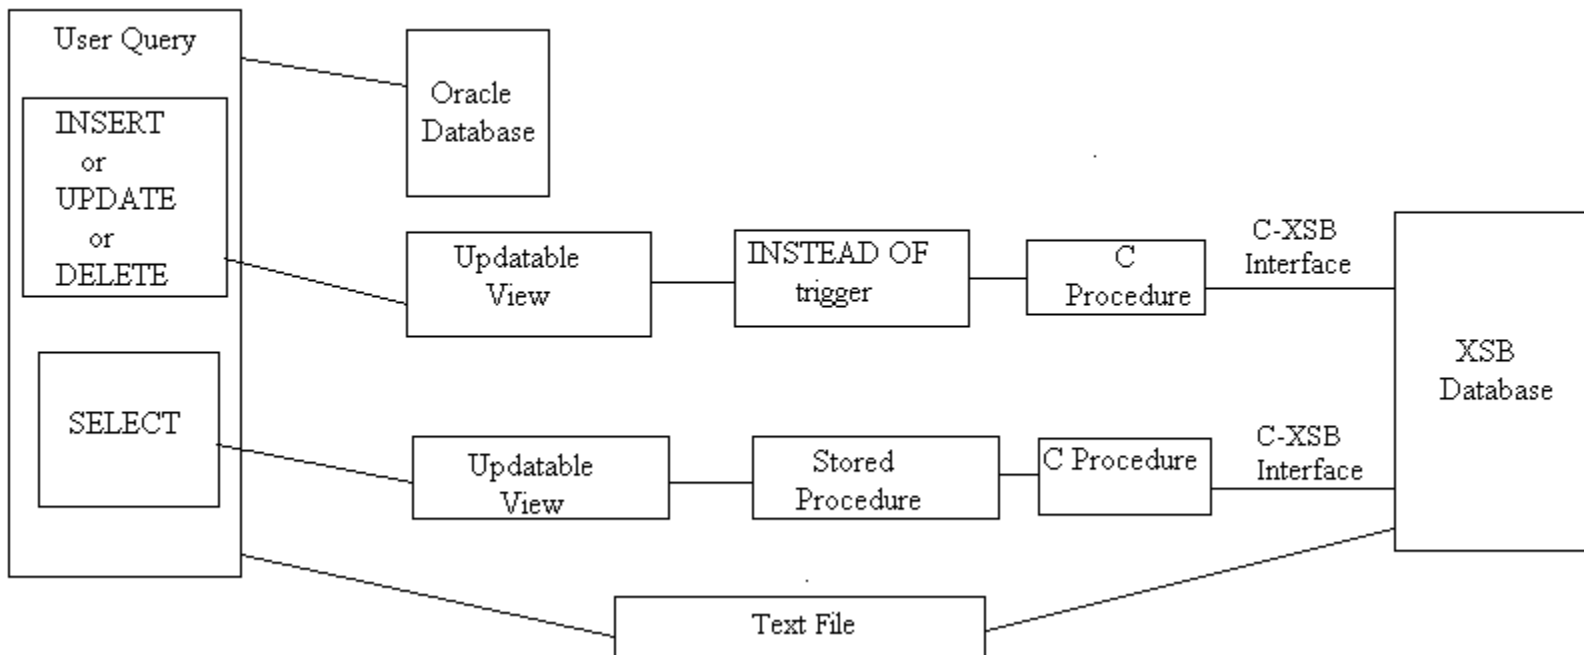 User Query
INSERT
or
UPDATE
or
DELETE
SELECT
Oracle
Database
Updatable
View
INSTEAD OF
trigger
C
Procedure
C-XSB
Interface
XSB
Database
Updatable
View
Stored
Procedure
C Procedure
C-XSB
Interface
Text File